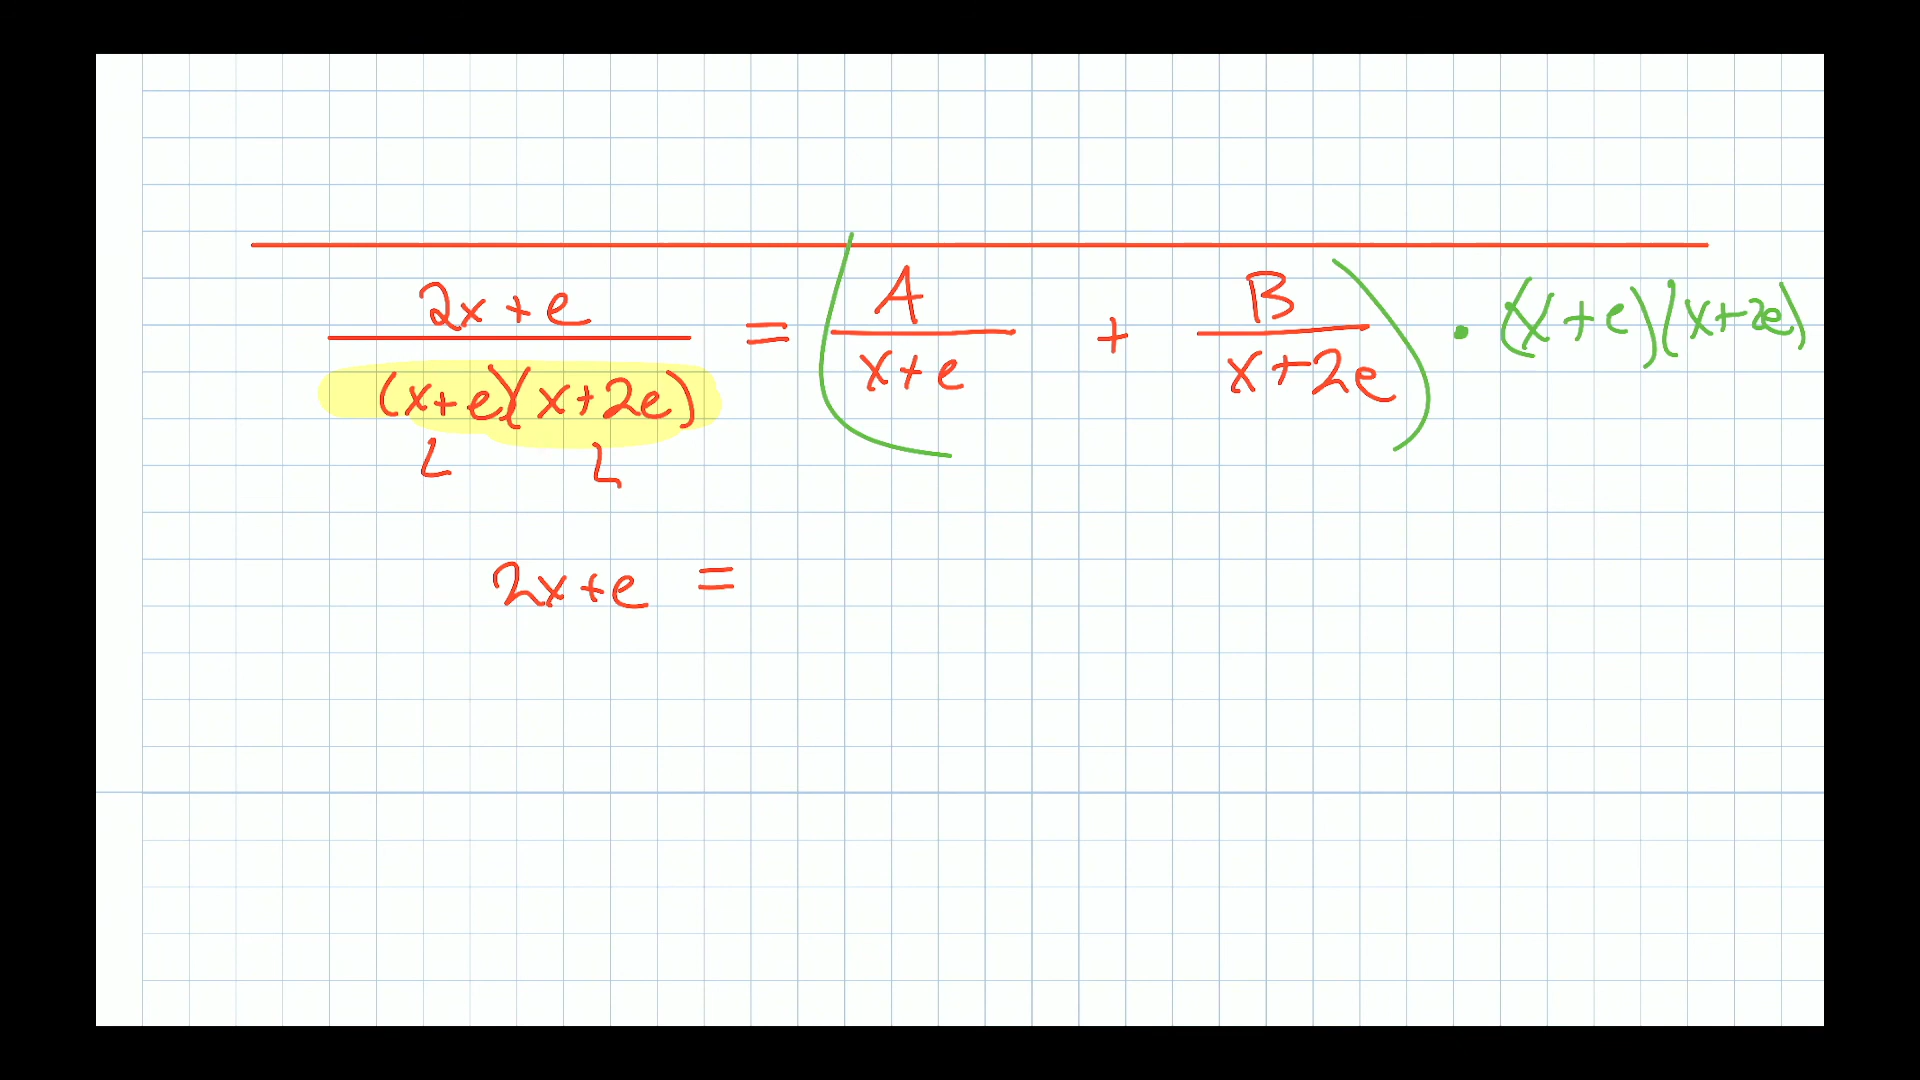 2x + e / (x+e)(x+2e) = (A / x+e + B / x+2e) · (x+e)(x+2e)
L L
2x+e =